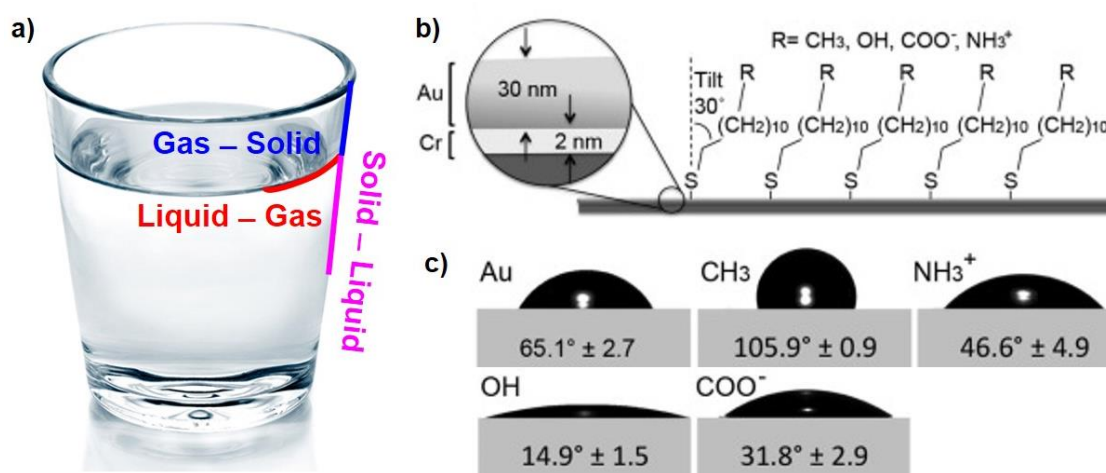 a)
Gas – Solid
Liquid – Gas
Solid – Liquid
b)
R= CH₃, OH, COO⁻, NH₃⁺
Au
30 nm
Cr
2 nm
Tilt
30°
R R R R R
(CH₂)₁₀ (CH₂)₁₀ (CH₂)₁₀ (CH₂)₁₀ (CH₂)₁₀
S S S S S
c)
Au
65.1° ± 2.7
CH₃
105.9° ± 0.9
NH₃⁺
46.6° ± 4.9
OH
14.9° ± 1.5
COO⁻
31.8° ± 2.9